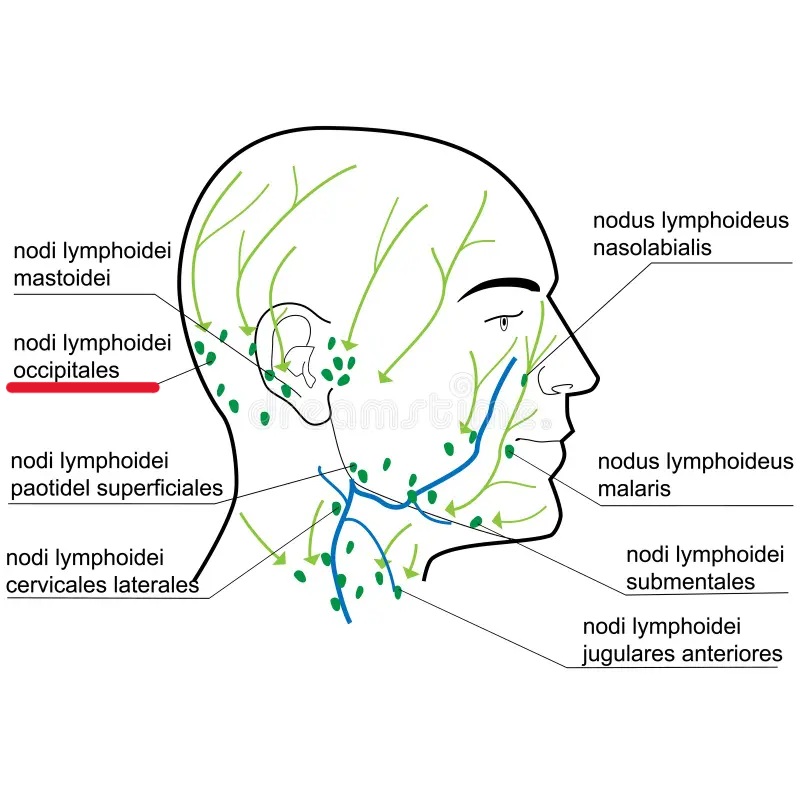 nodi lymphoidei
mastoidei
nodi lymphoidei
occipitales
nodi lymphoidei
paotidel superficiales
nodi lymphoidei
cervicales laterales
nodus lymphoideus
nasolabialis
dreamstime
nodus lymphoideus
malaris
nodi lymphoidei
submentales
nodi lymphoidei
jugulares anteriores